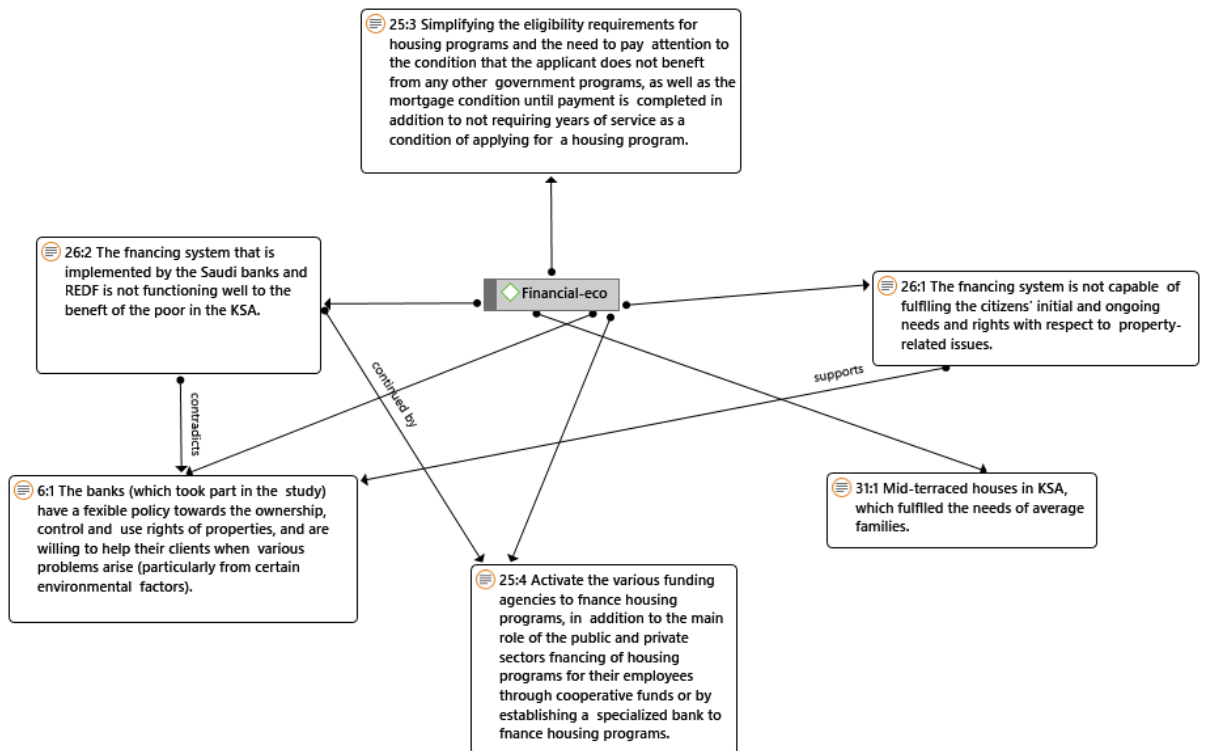 25:3 Simplifying the eligibility requirements for
housing programs and the need to pay attention to
the condition that the applicant does not benefit
from any other government programs, as well as the
mortgage condition until payment is completed in
addition to not requiring years of service as a
condition of applying for a housing program.
26:2 The fnancing system that is
implemented by the Saudi banks and
REDF is not functioning well to the
beneft of the poor in the KSA.
Financial-eco
26:1 The fnancing system is not capable of
fulflling the citizens' initial and ongoing
needs and rights with respect to property-
related issues.
continued by
supports
contradicts
6:1 The banks (which took part in the study)
have a fexible policy towards the ownership,
control and use rights of properties, and are
willing to help their clients when various
problems arise (particularly from certain
environmental factors).
31:1 Mid-terraced houses in KSA,
which fulflled the needs of average
families.
25:4 Activate the various funding
agencies to fnance housing
programs, in addition to the main
role of the public and private
sectors fnancing of housing
programs for their employees
through cooperative funds or by
establishing a specialized bank to
fnance housing programs.